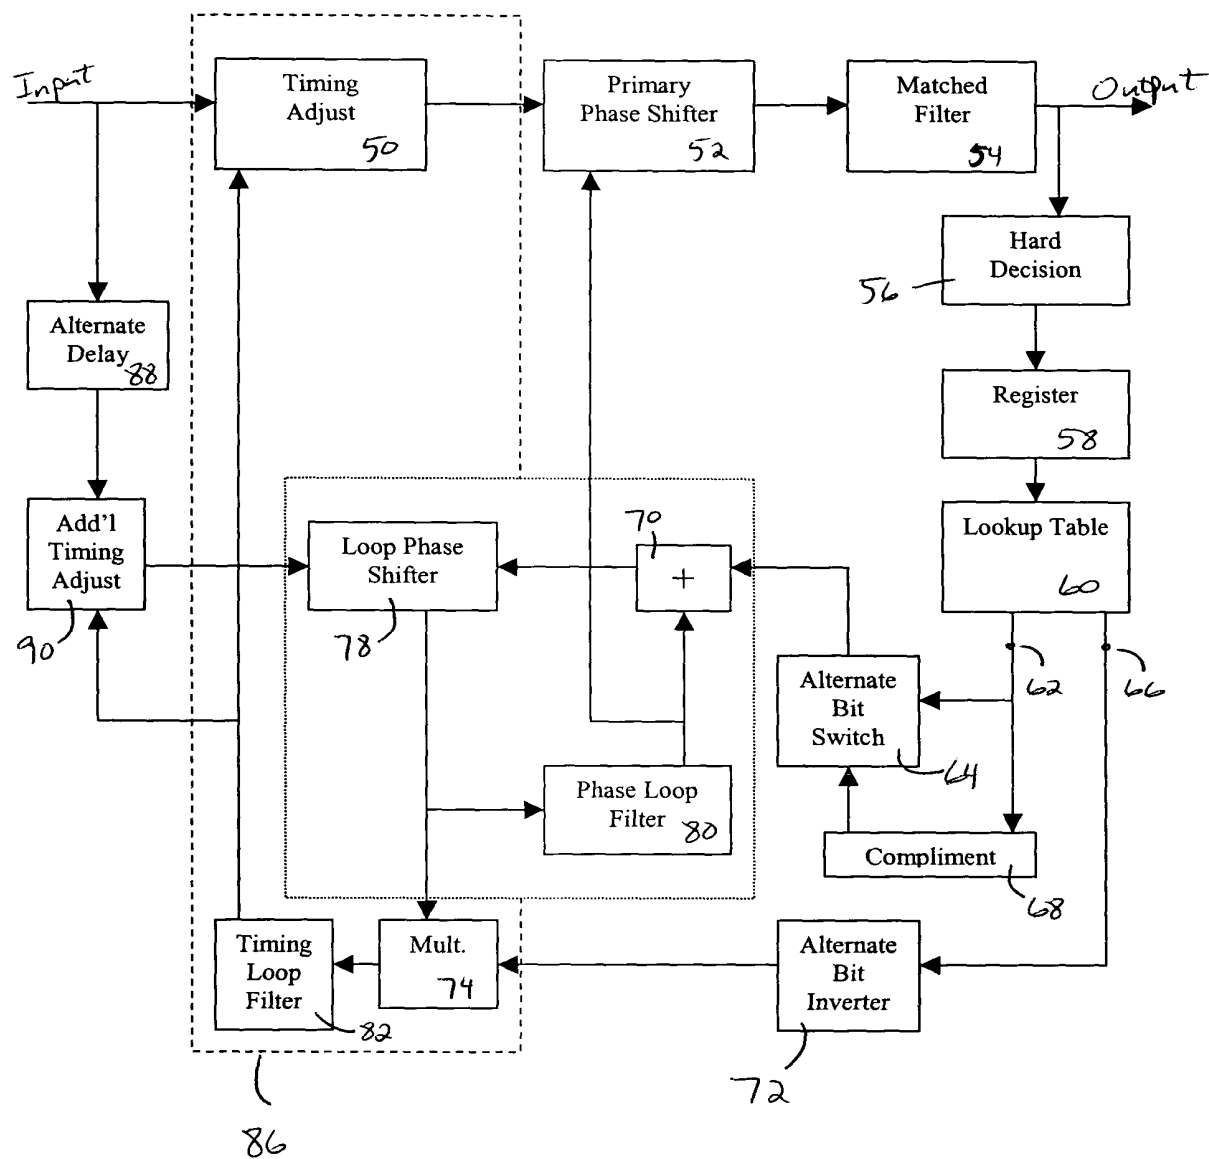 Input
Timing
Adjust
50
Primary
Phase Shifter
52
Matched
Filter
54
Output
Hard
Decision
56
Alternate
Delay
88
Register
58
Add'l
Timing
Adjust
90
Loop Phase
Shifter
78
70
+
Lookup Table
60
62
66
Alternate
Bit
Switch
64
Phase Loop
Filter
80
Compliment
68
Timing
Loop
Filter
82
Mult.
74
Alternate
Bit
Inverter
72
86